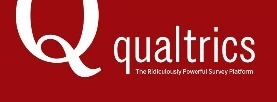 Q qualtrics
The Ridiculously Powerful Survey Platform